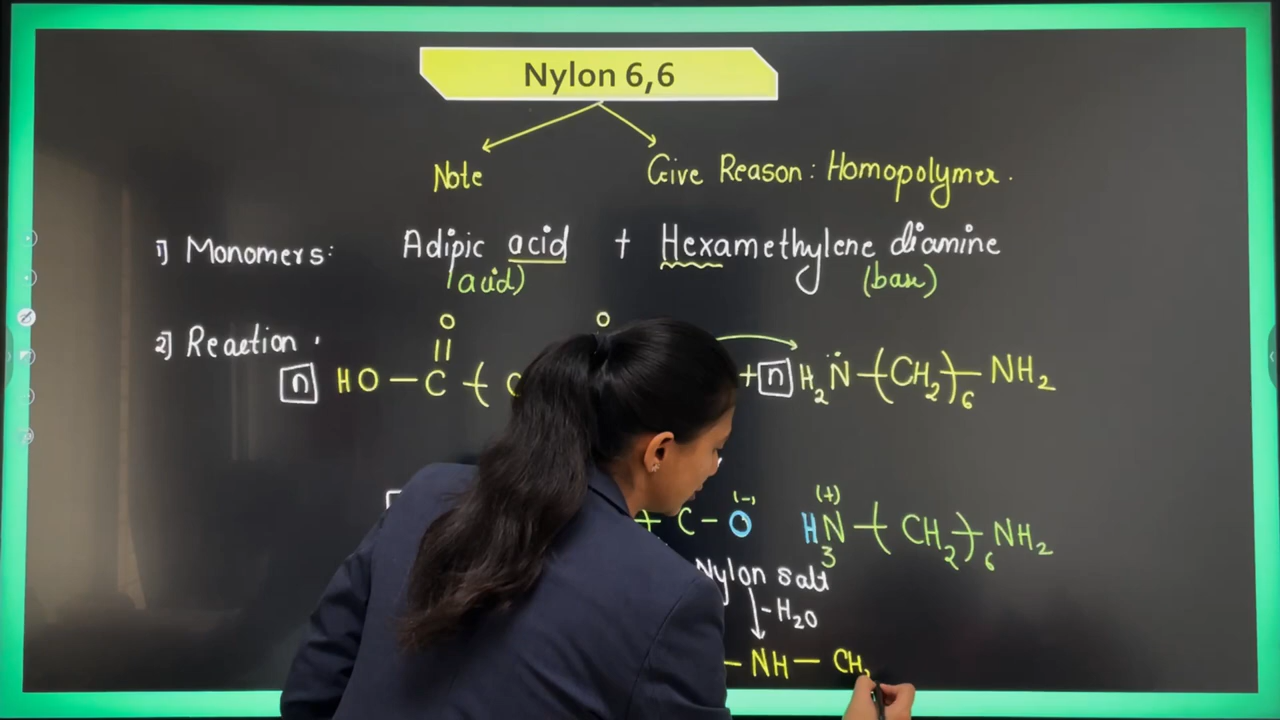 Nylon 6,6
Note Give Reason : Homopolymer.
1) Monomers: Adipic acid + Hexamethylene diamine
(acid) (base)
2) Reaction :
O O
n HO — C ( C + n H2N̈ —( CH2 )6 — NH2
(-) (+)
+ C – O H3N —( CH2 )6 NH2
Nylon salt
-H2O
— NH — CH2